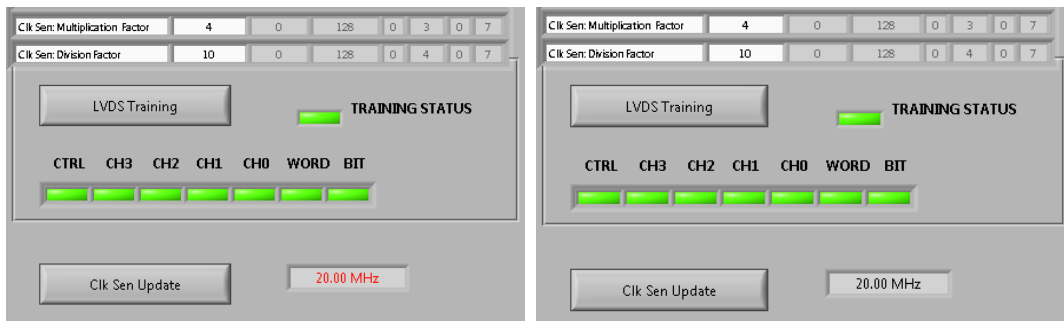 Clk Sen: Multiplication Factor 4 0 128 0 3 0 7
Clk Sen: Division Factor 10 0 128 0 4 0 7
LVDS Training
TRAINING STATUS
CTRL CH3 CH2 CH1 CH0 WORD BIT
Clk Sen Update 20.00 MHz
Clk Sen: Multiplication Factor 4 0 128 0 3 0 7
Clk Sen: Division Factor 10 0 128 0 4 0 7
LVDS Training
TRAINING STATUS
CTRL CH3 CH2 CH1 CH0 WORD BIT
Clk Sen Update 20.00 MHz